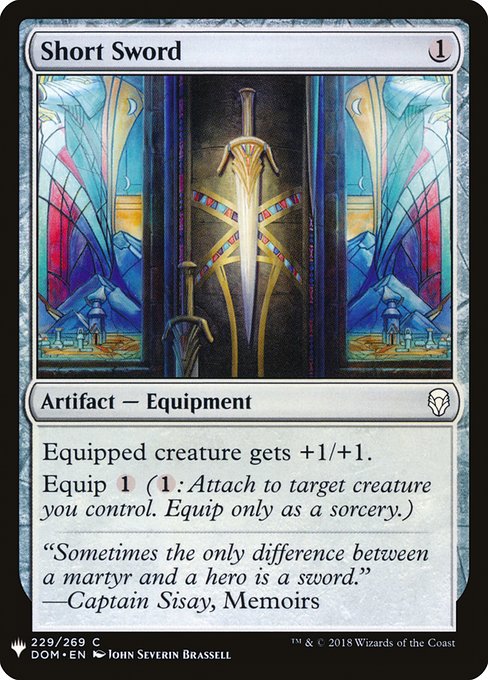 Short Sword 1
Artifact — Equipment
Equipped creature gets +1/+1.
Equip 1 (1: Attach to target creature
you control. Equip only as a sorcery.)
“Sometimes the only difference between
a martyr and a hero is a sword.”
—Captain Sisay, Memoirs
229/269 C
DOM • EN John Severin Brassell
™ & © 2018 Wizards of the Coast